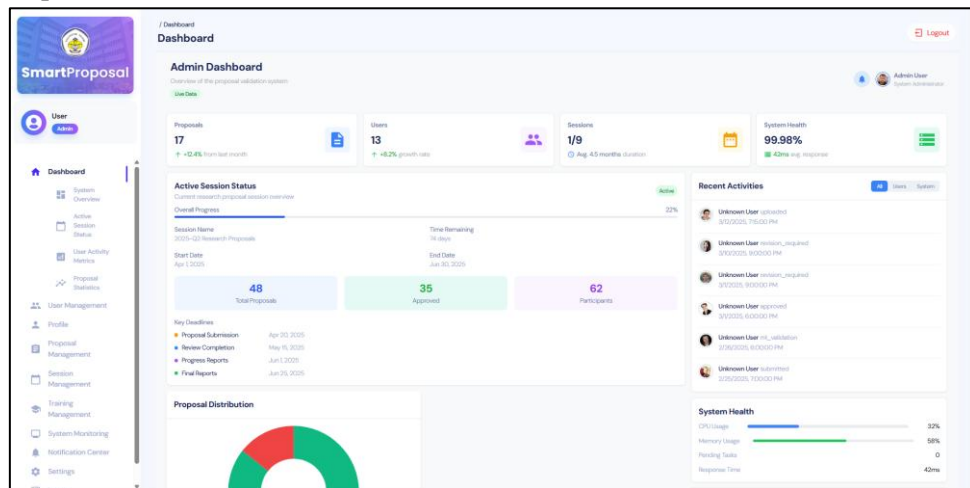 SmartProposal
User
Admin
Dashboard
System
Overview
Active
Session
Status
User Activity
Metrics
Proposal
Statistics
User Management
Profile
Proposal
Management
Session
Management
Training
Management
System Monitoring
Notification Center
Settings
/ Dashboard
Dashboard
Logout
Admin Dashboard
Overview of the proposal validation system
Live Data
Admin User
System Administrator
Proposals
17
+12.4% from last month
Users
13
+8.2% growth rate
Sessions
1/9
Avg. 4.5 months duration
System Health
99.98%
42ms avg. response
Active Session Status
Current research proposal session overview
Active
Overall Progress
22%
Session Name
2025-Q2 Research Proposals
Time Remaining
74 days
Start Date
Apr 1, 2025
End Date
Jun 30, 2025
48
Total Proposals
35
Approved
62
Participants
Key Deadlines
Proposal Submission Apr 20, 2025
Review Completion May 15, 2025
Progress Reports Jun 1, 2025
Final Reports Jun 25, 2025
Proposal Distribution
Recent Activities
All Users System
Unknown User uploaded
3/12/2025, 7:15:00 PM
Unknown User revision_required
3/10/2025, 9:00:00 PM
Unknown User revision_required
3/1/2025, 9:00:00 PM
Unknown User approved
3/1/2025, 6:00:00 PM
Unknown User ml_validation
2/28/2025, 8:00:00 PM
Unknown User submitted
2/25/2025, 7:00:00 PM
System Health
CPU Usage 32%
Memory Usage 58%
Pending Tasks 0
Response Time 42ms